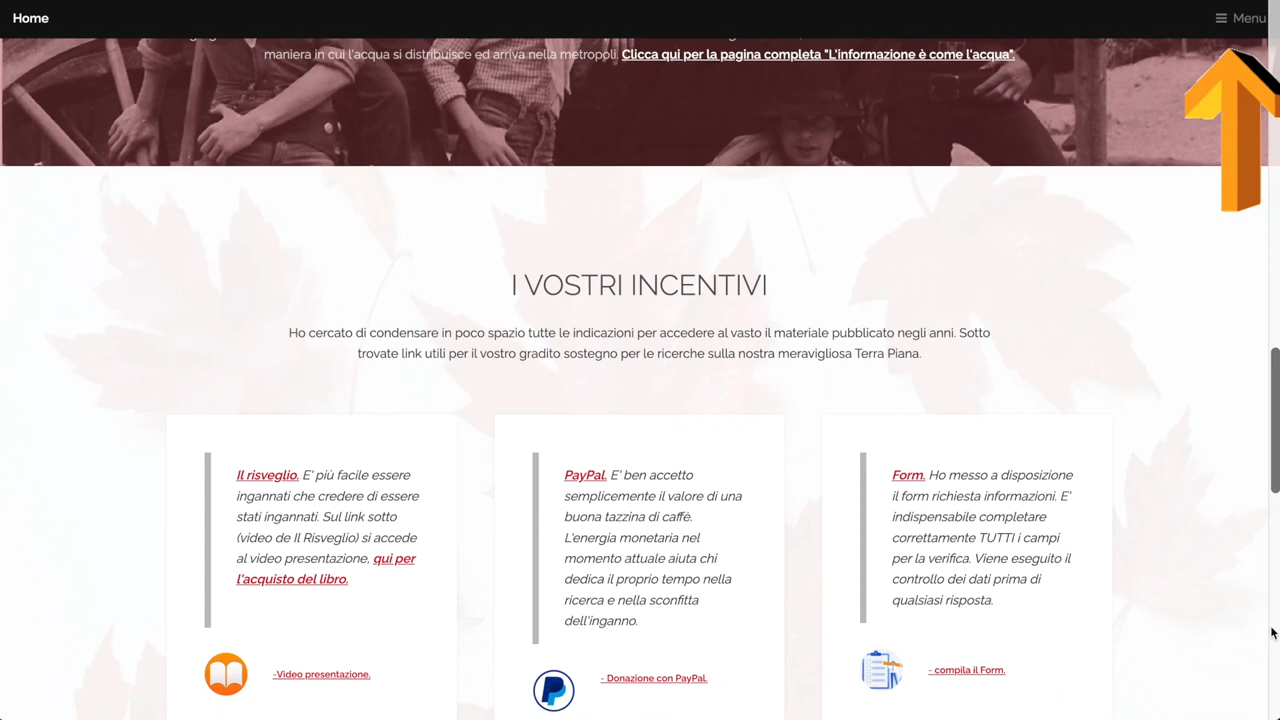 Home
Menu
maniera in cui l'acqua si distribuisce ed arriva nella metropoli. Clicca qui per la pagina completa "L'informazione è come l'acqua".
I VOSTRI INCENTIVI
Ho cercato di condensare in poco spazio tutte le indicazioni per accedere al vasto il materiale pubblicato negli anni. Sotto
trovate link utili per il vostro gradito sostegno per le ricerche sulla nostra meravigliosa Terra Piana.
Il risveglio. E' più facile essere
ingannati che credere di essere
stati ingannati. Sul link sotto
(video de Il Risveglio) si accede
al video presentazione, qui per
l'acquisto del libro.
-Video presentazione.
PayPal. E' ben accetto
semplicemente il valore di una
buona tazzina di caffè.
L'energia monetaria nel
momento attuale aiuta chi
dedica il proprio tempo nella
ricerca e nella sconfitta
dell'inganno.
- Donazione con PayPal.
Form. Ho messo a disposizione
il form richiesta informazioni. E'
indispensabile completare
correttamente TUTTI i campi
per la verifica. Viene eseguito il
controllo dei dati prima di
qualsiasi risposta.
- compila il Form.